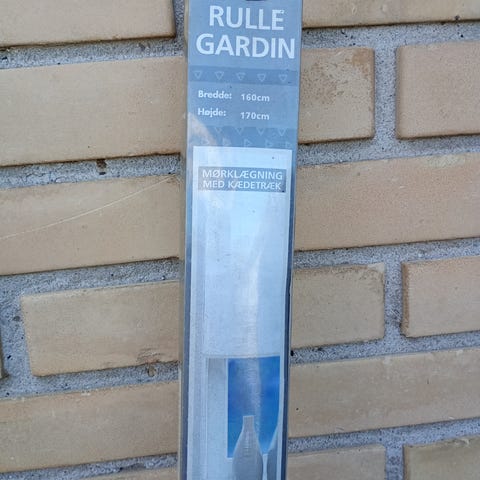 RULLE
GARDIN
Bredde: 160cm
Højde: 170cm
MØRKLÆGNING
MED KÆDETRÆK